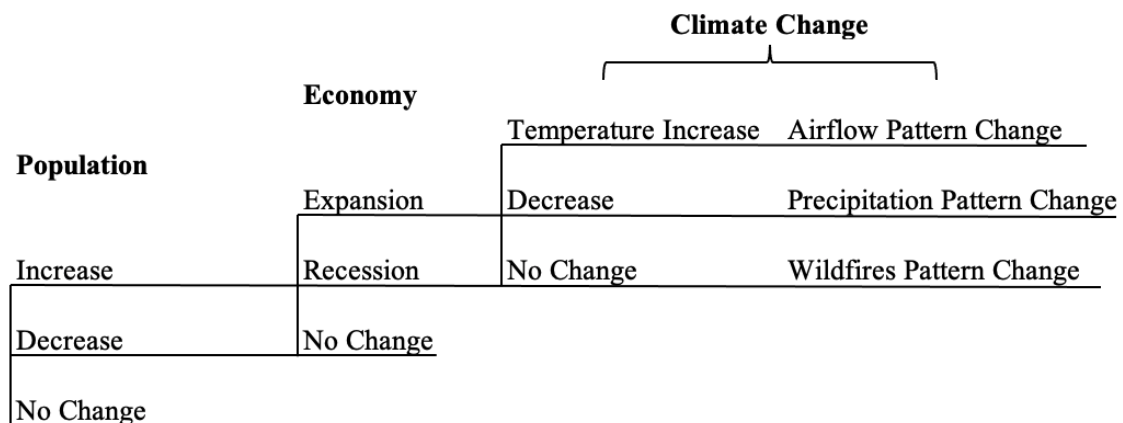 Climate Change
Economy
Temperature Increase Airflow Pattern Change
Population
Expansion Decrease Precipitation Pattern Change
Increase Recession No Change Wildfires Pattern Change
Decrease No Change
No Change